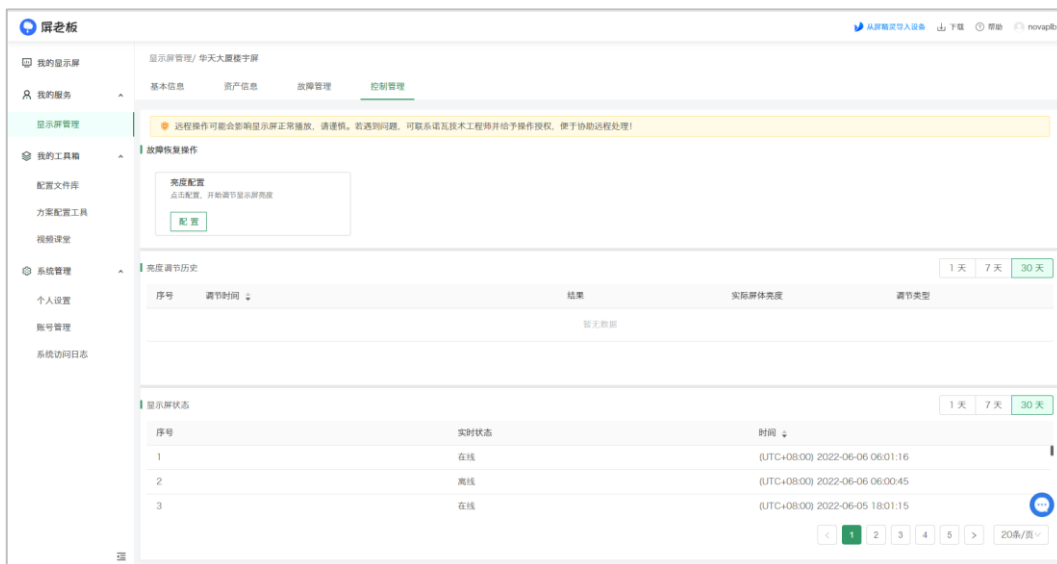 屏老板
从屏精灵导入设备 下载 帮助 novaplb
我的显示屏
我的服务
显示屏管理
我的工具箱
配置文件库
方案配置工具
视频课堂
系统管理
个人设置
账号管理
系统访问日志
显示屏管理/ 华天大厦楼宇屏
基本信息 资产信息 故障管理 控制管理
远程操作可能会影响显示屏正常播放，请谨慎。若遇到问题，可联系诺瓦技术工程师并给予操作授权，便于协助远程处理！
故障恢复操作
亮度配置
点击配置，开始调节显示屏亮度
配 置
亮度调节历史 1 天 7 天 30 天
序号 调节时间 结果 实际屏体亮度 调节类型
暂无数据
显示屏状态 1 天 7 天 30 天
序号 实时状态 时间
1 在线 (UTC+08:00) 2022-06-06 06:01:16
2 离线 (UTC+08:00) 2022-06-06 06:00:45
3 在线 (UTC+08:00) 2022-06-05 18:01:15
< 1 2 3 4 5 > 20条/页